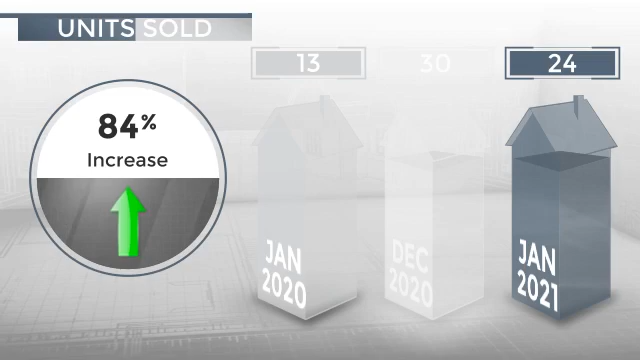 UNITS SOLD
13
30
24
84%
Increase
JAN
2020
DEC
2020
JAN
2021